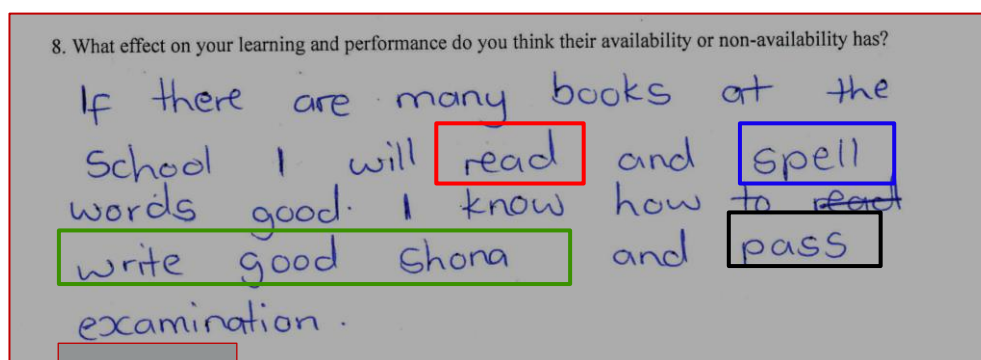 8. What effect on your learning and performance do you think their availability or non-availability has?
If there are many books at the
School I will read and spell
words good. I know how to read
write good Shona and pass
examination.